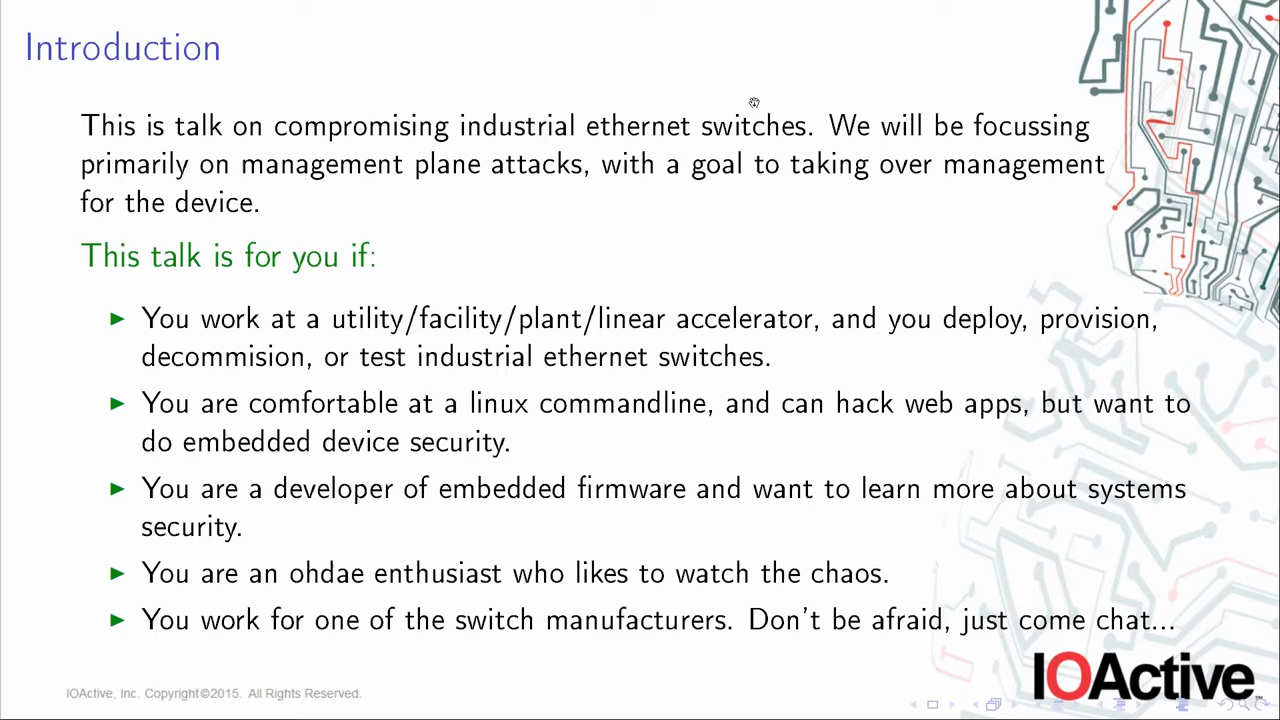 Introduction
This is talk on compromising industrial ethernet switches. We will be focussing
primarily on management plane attacks, with a goal to taking over management
for the device.
This talk is for you if:
You work at a utility/facility/plant/linear accelerator, and you deploy, provision,
decommision, or test industrial ethernet switches.
You are comfortable at a linux commandline, and can hack web apps, but want to
do embedded device security.
You are a developer of embedded firmware and want to learn more about systems
security.
You are an ohdae enthusiast who likes to watch the chaos.
You work for one of the switch manufacturers. Don't be afraid, just come chat...
IOActive, Inc. Copyright©2015. All Rights Reserved.
IOActive™